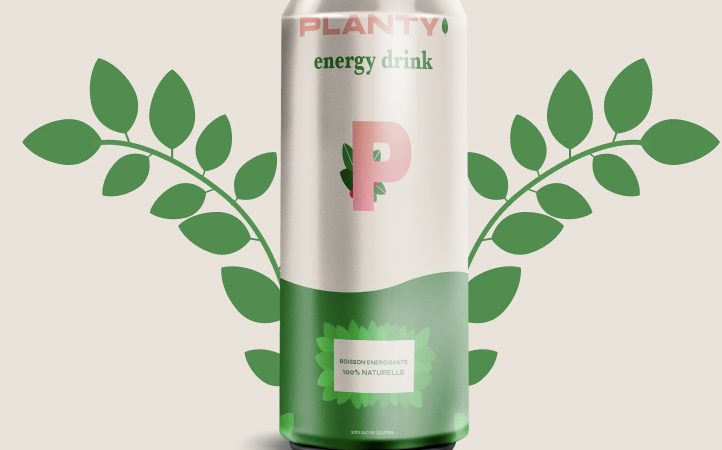 PLANTY
energy drink
P
BOISSON ENERGISANTE
100% NATURELLE